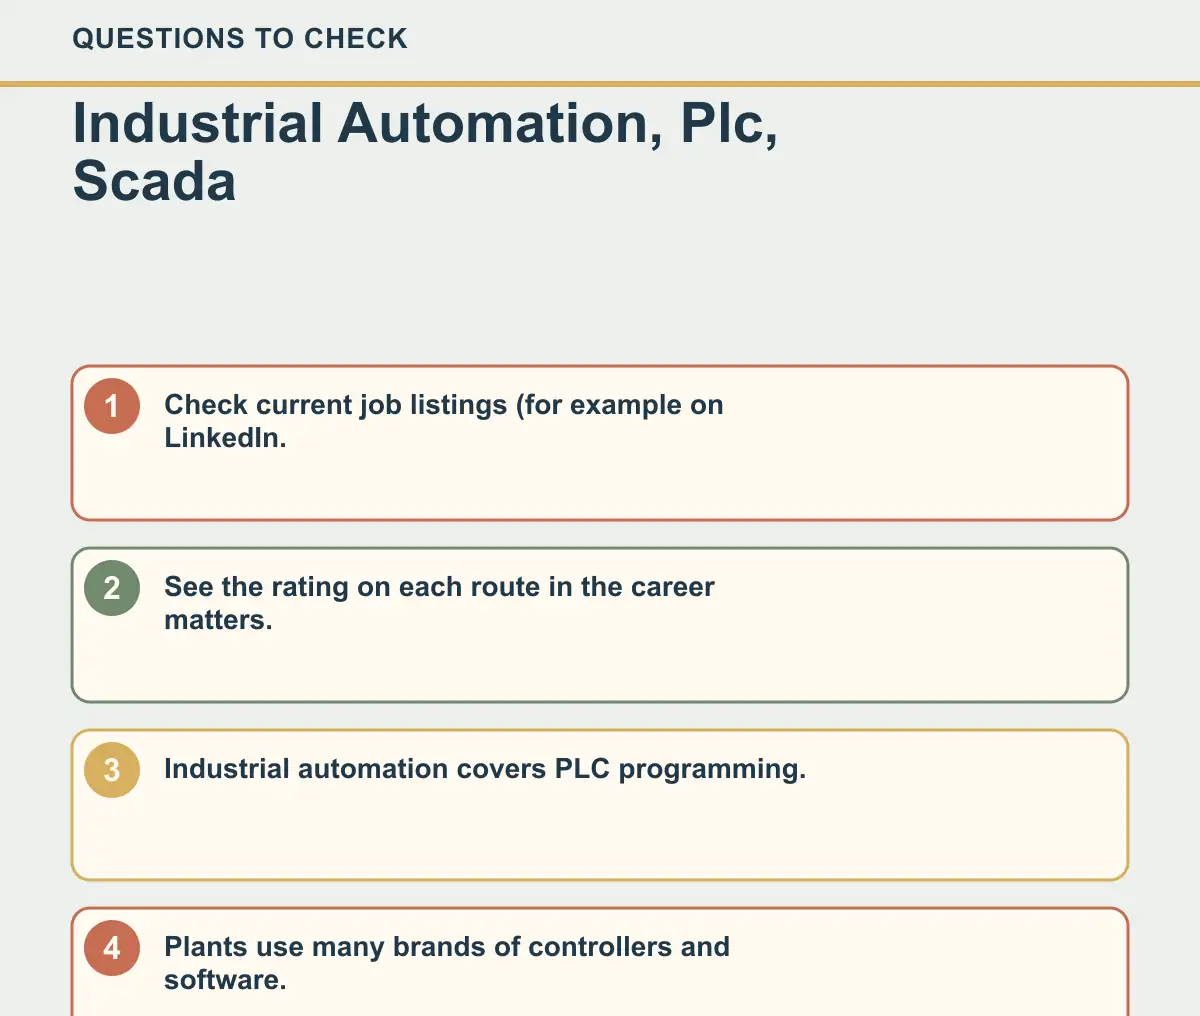 QUESTIONS TO CHECK
Industrial Automation, Plc,
Scada
1
Check current job listings (for example on
LinkedIn.
2
See the rating on each route in the career
matters.
3
Industrial automation covers PLC programming.
4
Plants use many brands of controllers and
software.